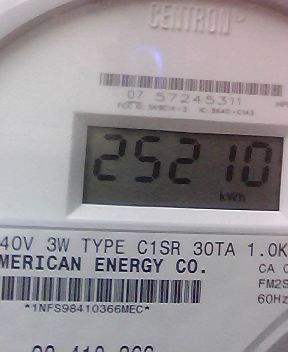 CENTRON
07 57245311
25210
kWh
40V 3W TYPE C1SR 30TA 1.0K
MERICAN ENERGY CO.
CA
FM2S
60Hz
*1NFS98410366MEC*